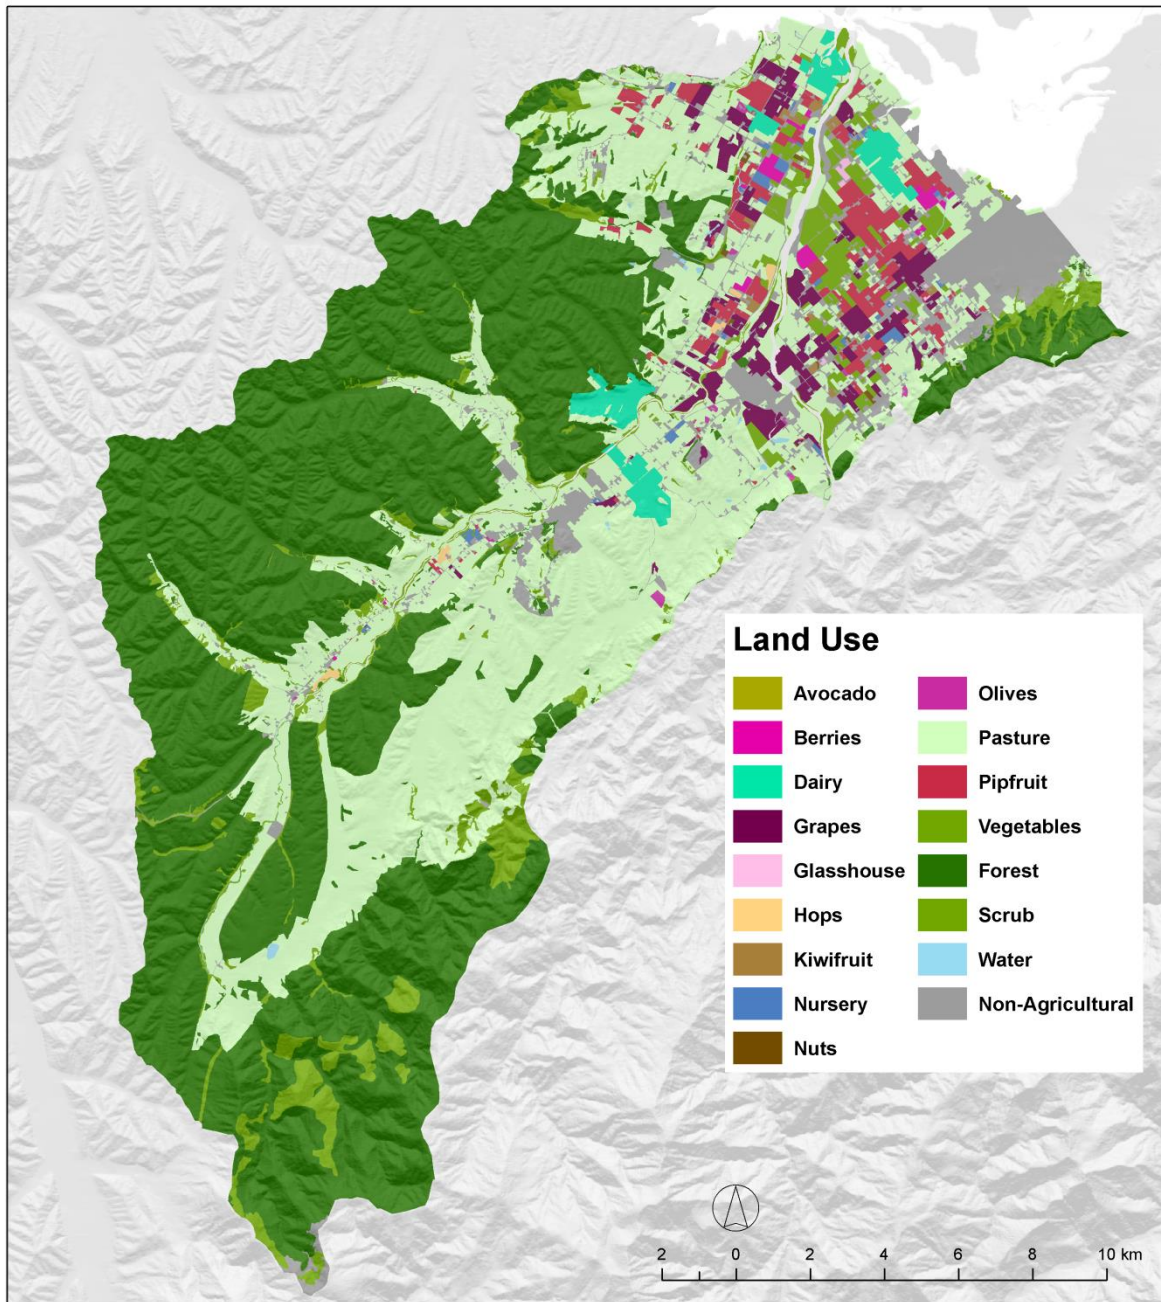 Land Use
Avocado
Berries
Dairy
Grapes
Glasshouse
Hops
Kiwifruit
Nursery
Nuts
Olives
Pasture
Pipfruit
Vegetables
Forest
Scrub
Water
Non-Agricultural
2 0 2 4 6 8 10 km